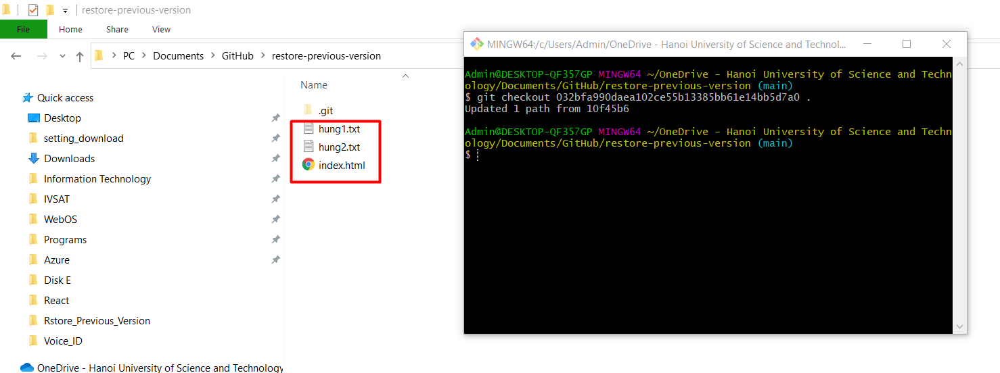 restore-previous-version
File Home Share View
PC Documents GitHub restore-previous-version
Quick access
Desktop
setting_download
Downloads
Information Technology
IVSAT
WebOS
Programs
Azure
Disk E
React
Rstore_Previous_Version
Voice_ID
OneDrive - Hanoi University of Science and Technology
Name
.git
hung1.txt
hung2.txt
index.html
MINGW64:/c/Users/Admin/OneDrive - Hanoi University of Science and Technol...
Admin@DESKTOP-QF357GP MINGW64 ~/OneDrive - Hanoi University of Science and Techn
ology/Documents/GitHub/restore-previous-version (main)
$ git checkout 032bfa990daea102ce55b13385bb61e14bb5d7a0 .
Updated 1 path from 10f45b6
Admin@DESKTOP-QF357GP MINGW64 ~/OneDrive - Hanoi University of Science and Techn
ology/Documents/GitHub/restore-previous-version (main)
$